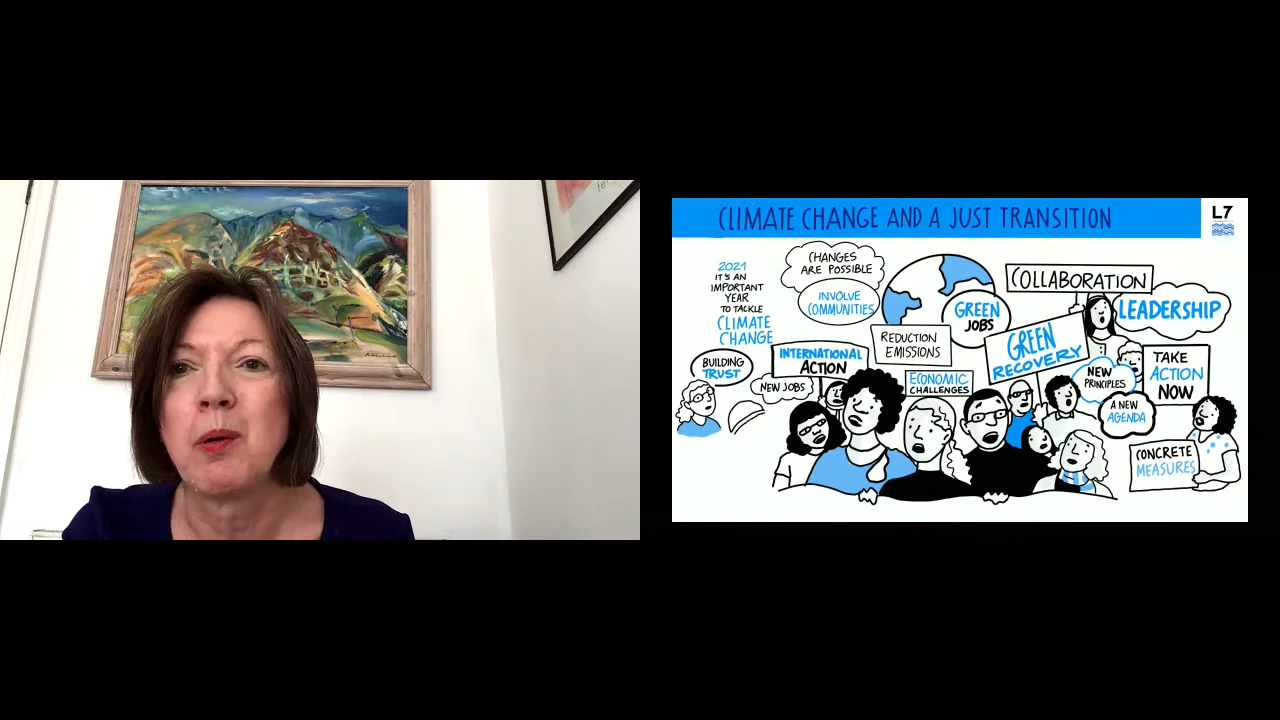 CLIMATE CHANGE AND A JUST TRANSITION
L7
2021
IT'S AN
IMPORTANT
YEAR
TO TACKLE
CLIMATE
CHANGE
CHANGES
ARE POSSIBLE
INVOLVE
COMMUNITIES
GREEN
JOBS
COLLABORATION
LEADERSHIP
REDUCTION
EMISSIONS
GREEN
RECOVERY
BUILDING
TRUST
INTERNATIONAL
ACTION
NEW JOBS
ECONOMIC
CHALLENGES
NEW
PRINCIPLES
TAKE
ACTION
NOW
A NEW
AGENDA
CONCRETE
MEASURES